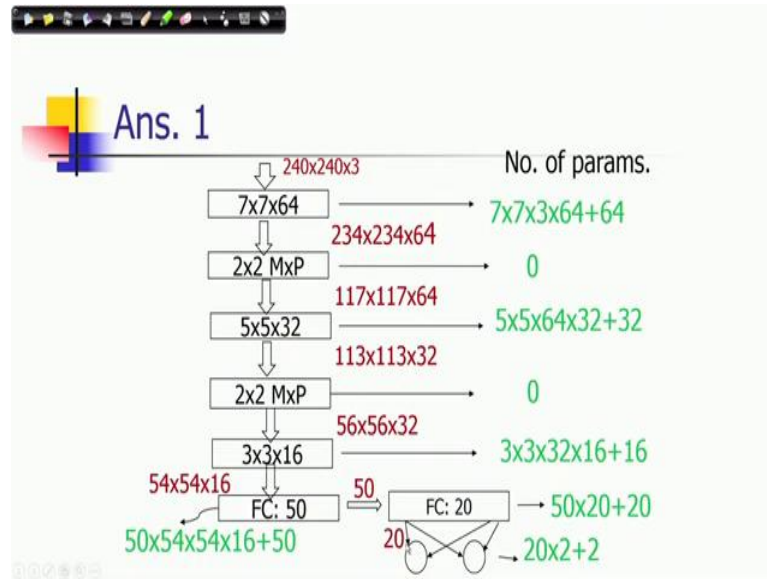 Ans. 1
240x240x3
No. of params.
7x7x64
7x7x3x64+64
234x234x64
2x2 MxP
0
117x117x64
5x5x32
5x5x64x32+32
113x113x32
2x2 MxP
0
56x56x32
3x3x16
3x3x32x16+16
54x54x16
50
FC: 50
FC: 20
50x20+20
50x54x54x16+50
20
20x2+2